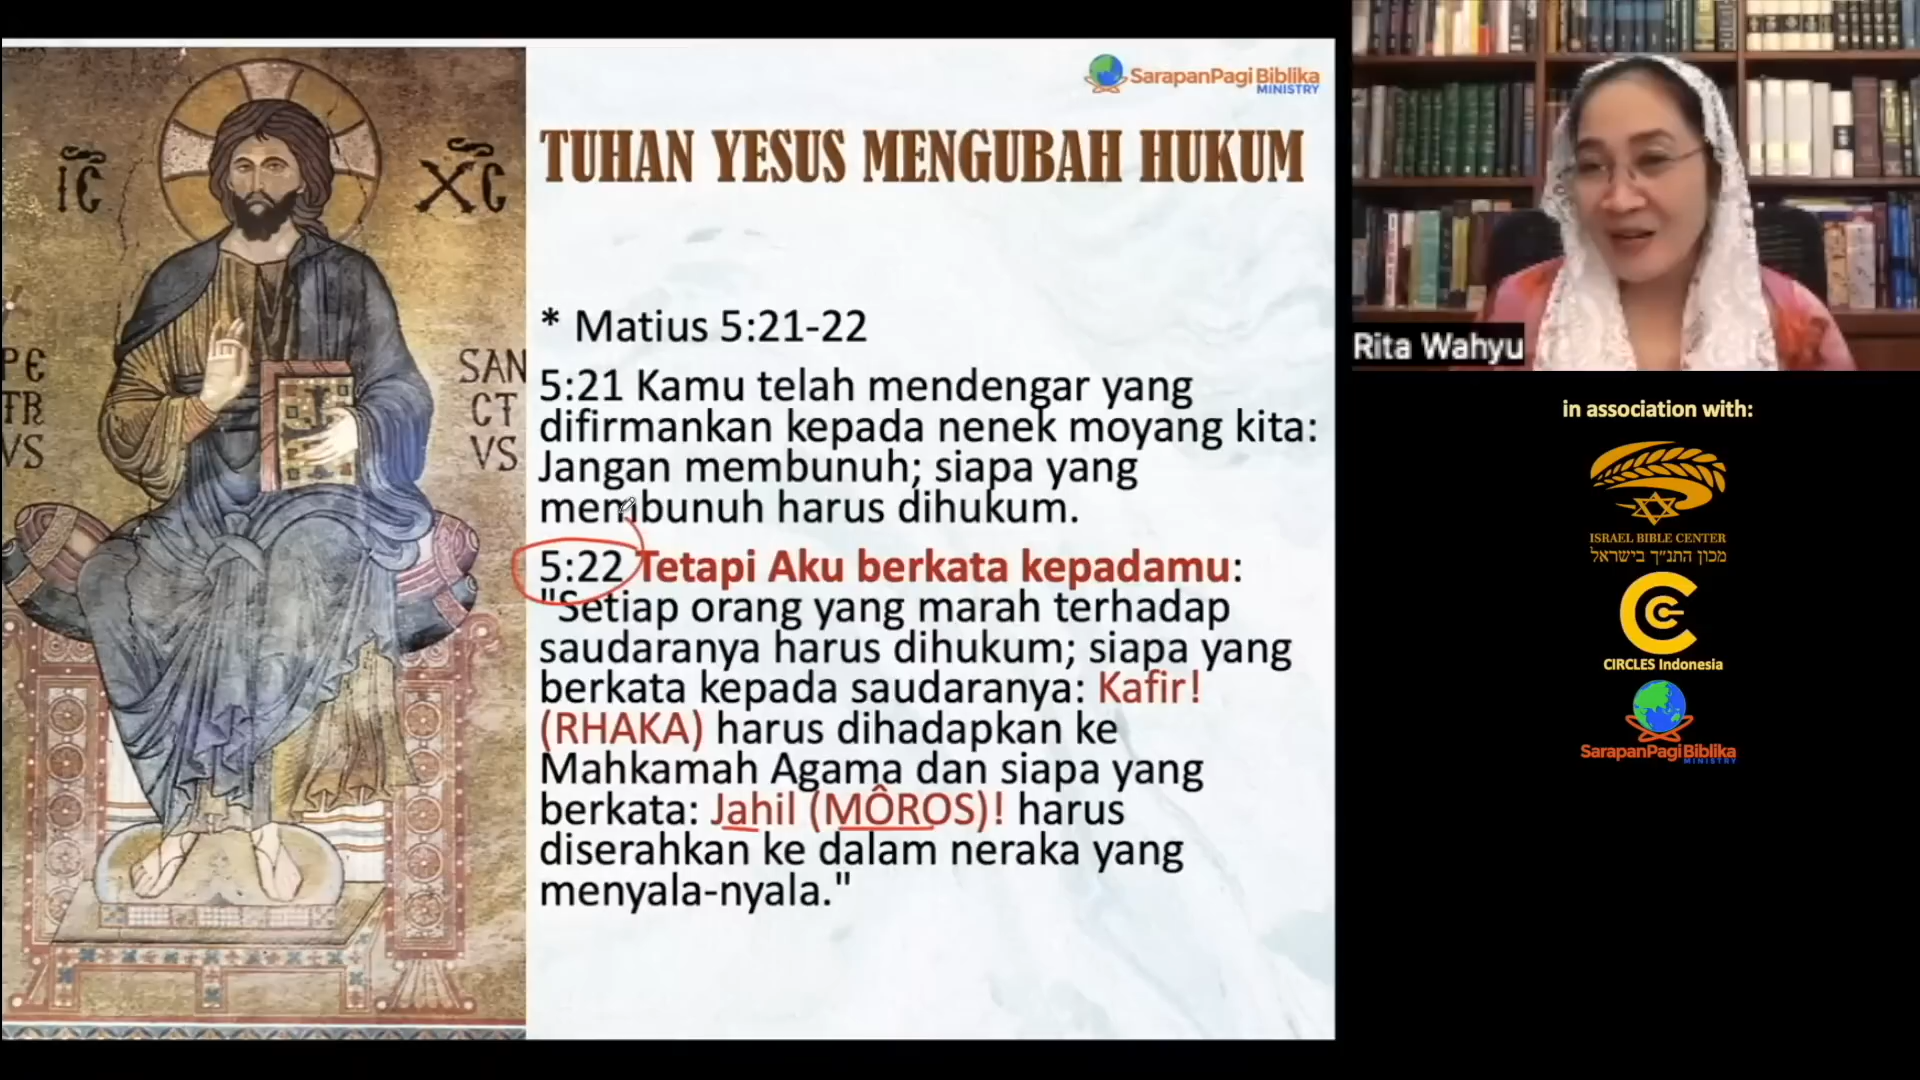 IC
XC
PE
TR
VS
SAN
CT
VS
SarapanPagi Biblika
MINISTRY
TUHAN YESUS MENGUBAH HUKUM
* Matius 5:21-22
5:21 Kamu telah mendengar yang
difirmankan kepada nenek moyang kita:
Jangan membunuh; siapa yang
membunuh harus dihukum.
5:22 Tetapi Aku berkata kepadamu:
"Setiap orang yang marah terhadap
saudaranya harus dihukum; siapa yang
berkata kepada saudaranya: Kafir!
(RHAKA) harus dihadapkan ke
Mahkamah Agama dan siapa yang
berkata: Jahil (MÔROS)! harus
diserahkan ke dalam neraka yang
menyala-nyala."
Rita Wahyu
in association with:
ISRAEL BIBLE CENTER
מכון התנ״ך בישראל
CIRCLES Indonesia
SarapanPagi Biblika
MINISTRY